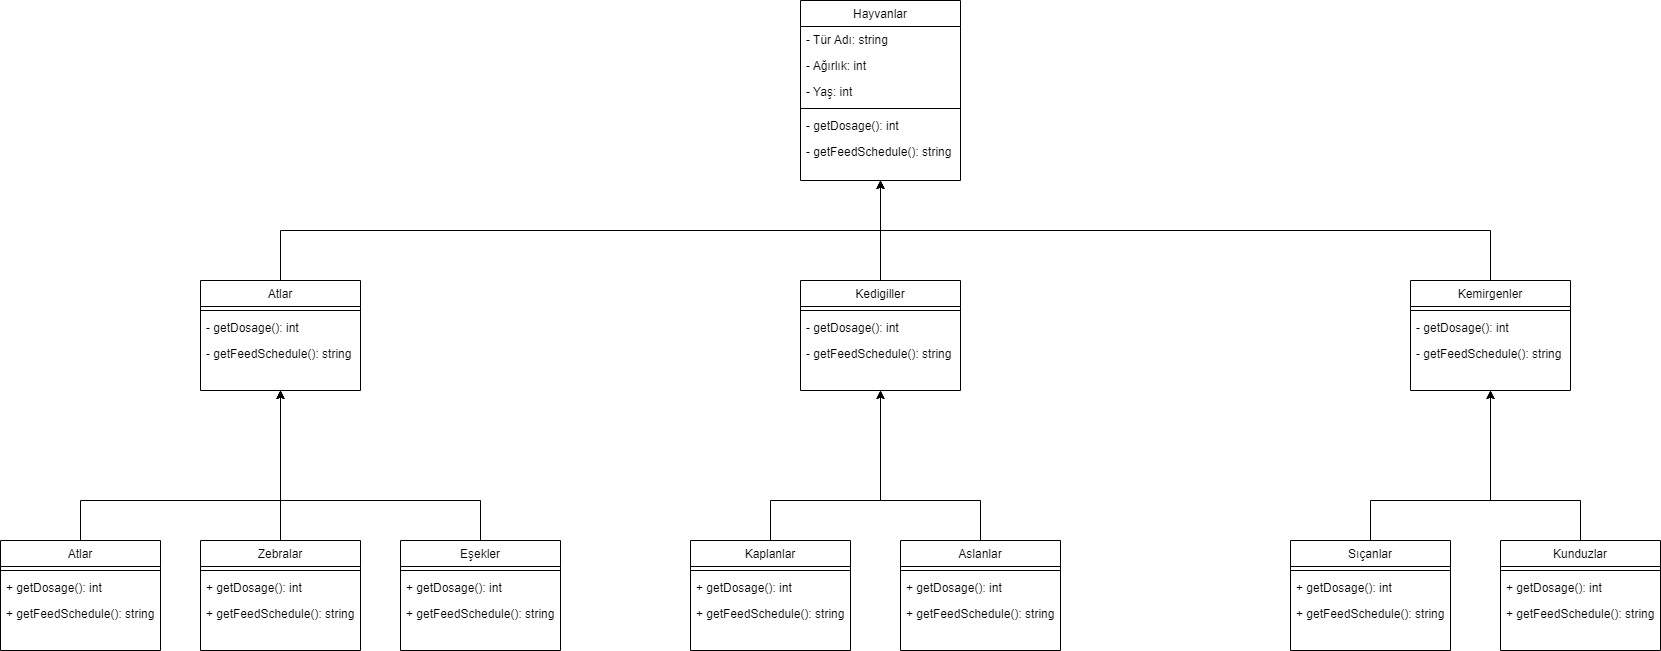 Hayvanlar
- Tür Adı: string
- Ağırlık: int
- Yaş: int
- getDosage(): int
- getFeedSchedule(): string
Atlar
- getDosage(): int
- getFeedSchedule(): string
Kedigiller
- getDosage(): int
- getFeedSchedule(): string
Kemirgenler
- getDosage(): int
- getFeedSchedule(): string
Atlar
+ getDosage(): int
+ getFeedSchedule(): string
Zebralar
+ getDosage(): int
+ getFeedSchedule(): string
Eşekler
+ getDosage(): int
+ getFeedSchedule(): string
Kaplanlar
+ getDosage(): int
+ getFeedSchedule(): string
Aslanlar
+ getDosage(): int
+ getFeedSchedule(): string
Sıçanlar
+ getDosage(): int
+ getFeedSchedule(): string
Kunduzlar
+ getDosage(): int
+ getFeedSchedule(): string